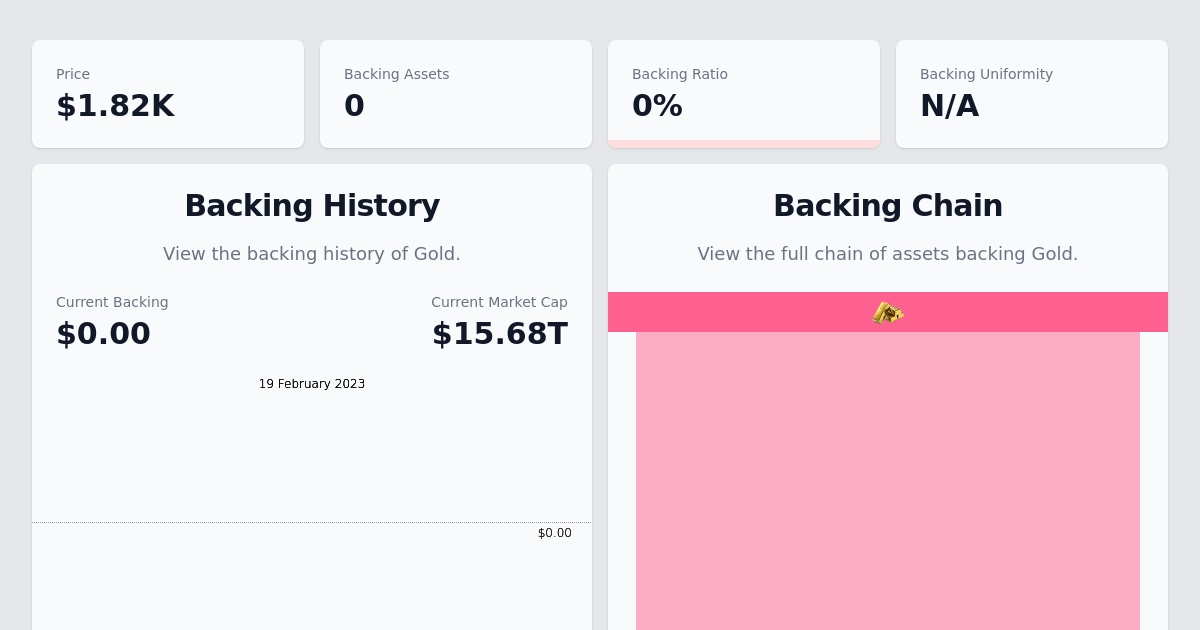 Price
$1.82K
Backing Assets
0
Backing Ratio
0%
Backing Uniformity
N/A
Backing History
View the backing history of Gold.
Current Backing
$0.00
Current Market Cap
$15.68T
19 February 2023
$0.00
Backing Chain
View the full chain of assets backing Gold.